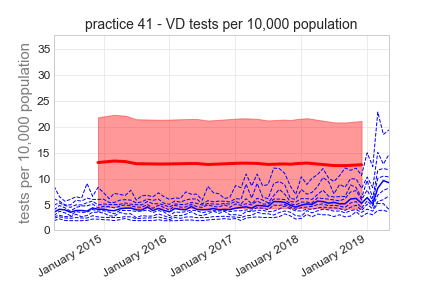 practice 41 - VD tests per 10,000 population
tests per 10,000 population
35
30
25
20
15
10
5
0
January 2015
January 2016
January 2017
January 2018
January 2019